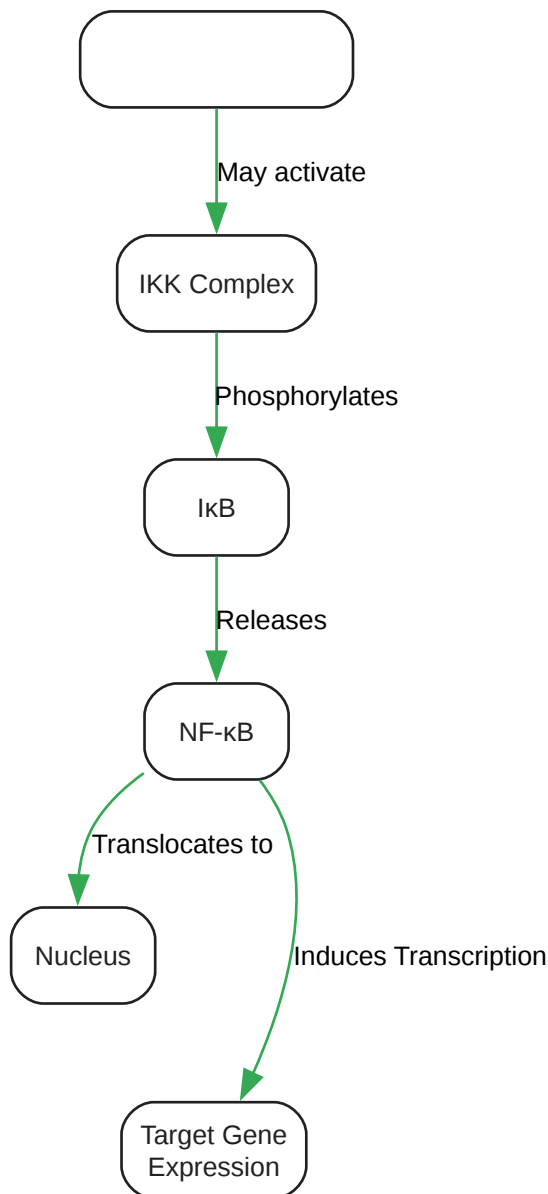 May activate
IKK Complex
Phosphorylates
IκB
Releases
NF-κB
Translocates to
Nucleus
Induces Transcription
Target Gene
Expression